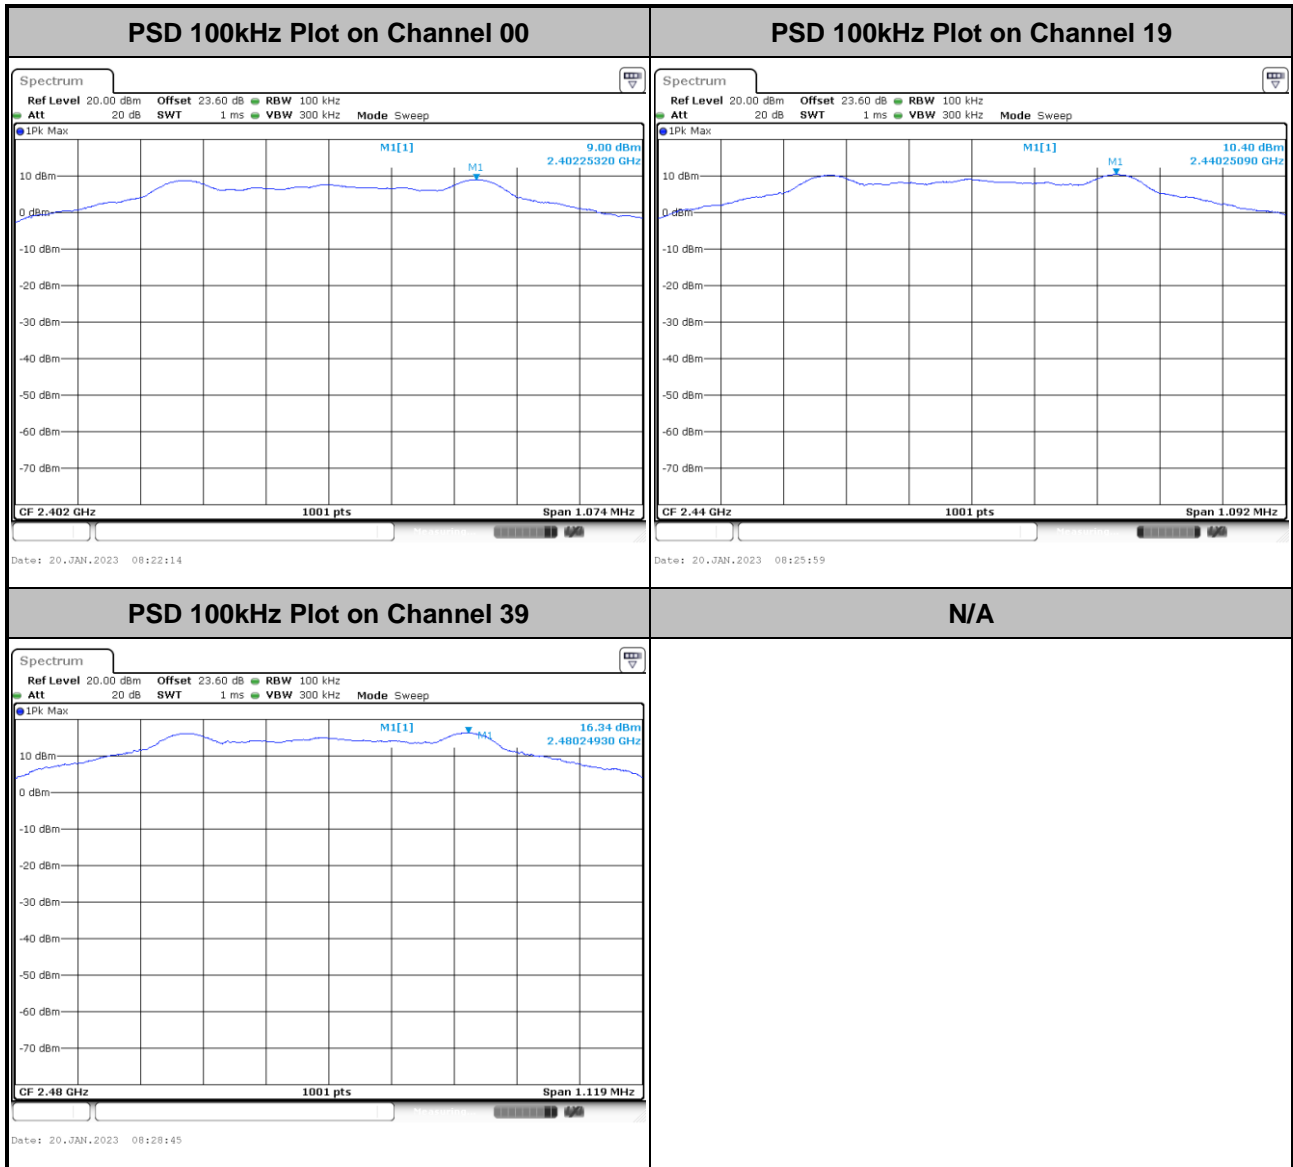 PSD 100kHz Plot on Channel 00
Spectrum
Ref Level 20.00 dBm Offset 23.60 dB RBW 100 kHz
Att 20 dB SWT 1 ms VBW 300 kHz Mode Sweep
1Pk Max
M1[1] 9.00 dBm
2.40225320 GHz
M1
10 dBm
0 dBm
-10 dBm
-20 dBm
-30 dBm
-40 dBm
-50 dBm
-60 dBm
-70 dBm
CF 2.402 GHz 1001 pts Span 1.074 MHz
Measuring...
Date: 20.JAN.2023 08:22:14
PSD 100kHz Plot on Channel 19
Spectrum
Ref Level 20.00 dBm Offset 23.60 dB RBW 100 kHz
Att 20 dB SWT 1 ms VBW 300 kHz Mode Sweep
1Pk Max
M1[1] 10.40 dBm
2.44025090 GHz
M1
10 dBm
0 dBm
-10 dBm
-20 dBm
-30 dBm
-40 dBm
-50 dBm
-60 dBm
-70 dBm
CF 2.44 GHz 1001 pts Span 1.092 MHz
Measuring...
Date: 20.JAN.2023 08:25:59
PSD 100kHz Plot on Channel 39
Spectrum
Ref Level 20.00 dBm Offset 23.60 dB RBW 100 kHz
Att 20 dB SWT 1 ms VBW 300 kHz Mode Sweep
1Pk Max
M1[1] 16.34 dBm
2.48024930 GHz
M1
10 dBm
0 dBm
-10 dBm
-20 dBm
-30 dBm
-40 dBm
-50 dBm
-60 dBm
-70 dBm
CF 2.48 GHz 1001 pts Span 1.119 MHz
Measuring...
Date: 20.JAN.2023 08:28:45
N/A